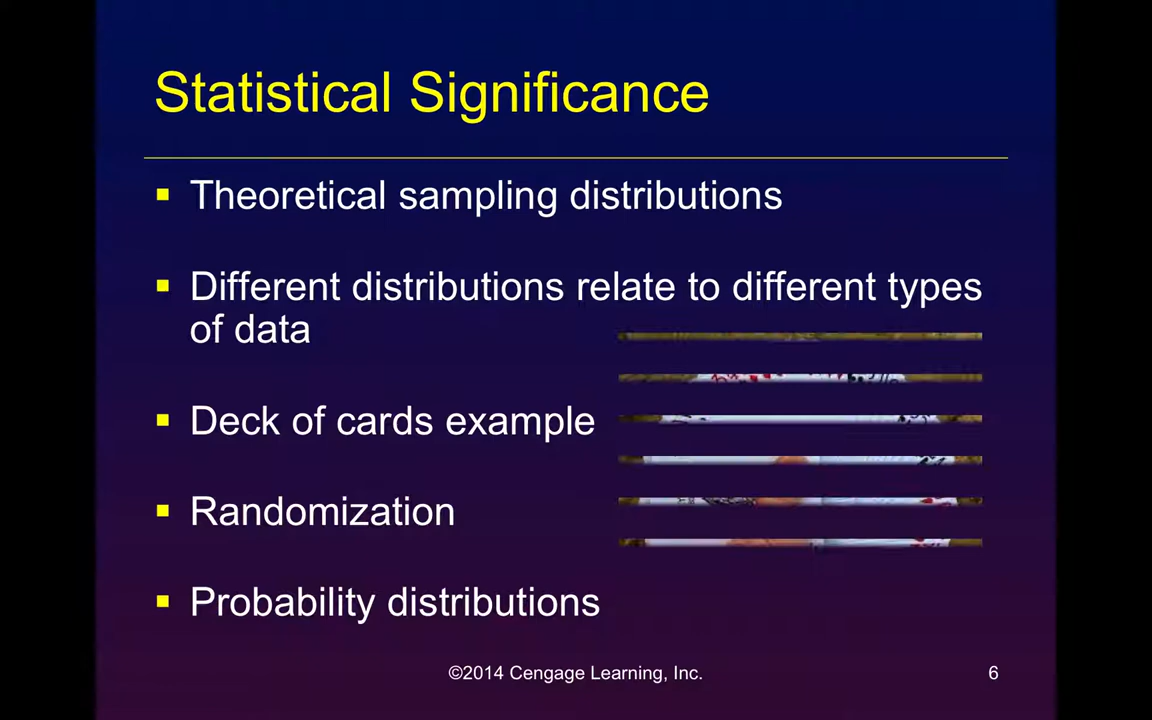 Statistical Significance
Theoretical sampling distributions
Different distributions relate to different types
of data
Deck of cards example
Randomization
Probability distributions
©2014 Cengage Learning, Inc.
6